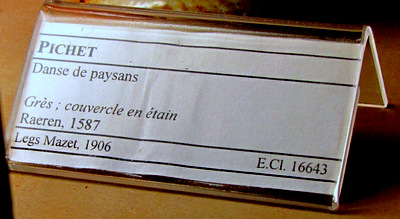 PICHET
Danse de paysans
Grès ; couvercle en étain
Raeren, 1587
Legs Mazet, 1906
E.Cl. 16643